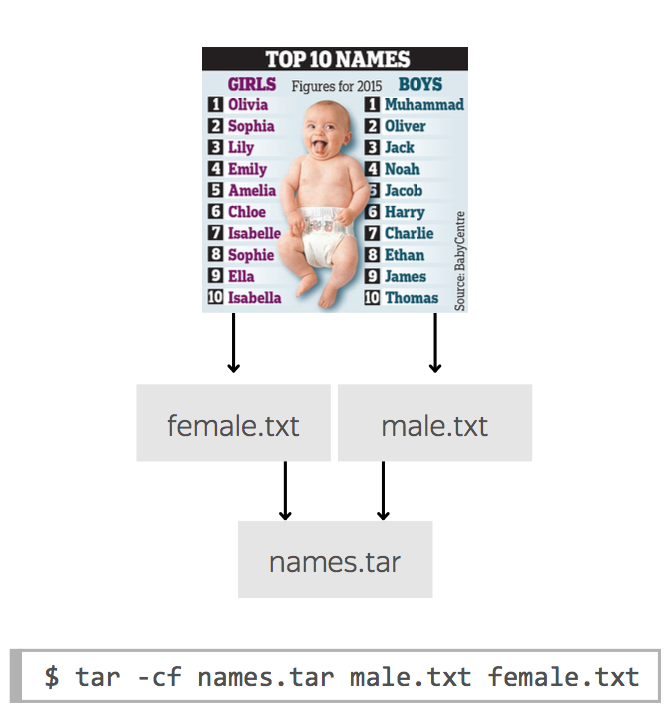 TOP 10 NAMES
GIRLS Figures for 2015 BOYS
1 Olivia 1 Muhammad
2 Sophia 2 Oliver
3 Lily 3 Jack
4 Emily 4 Noah
5 Amelia 5 Jacob
6 Chloe 6 Harry
7 Isabelle 7 Charlie
8 Sophie 8 Ethan
9 Ella 9 James
10 Isabella 10 Thomas
Source: BabyCentre
female.txt male.txt
names.tar
$ tar -cf names.tar male.txt female.txt